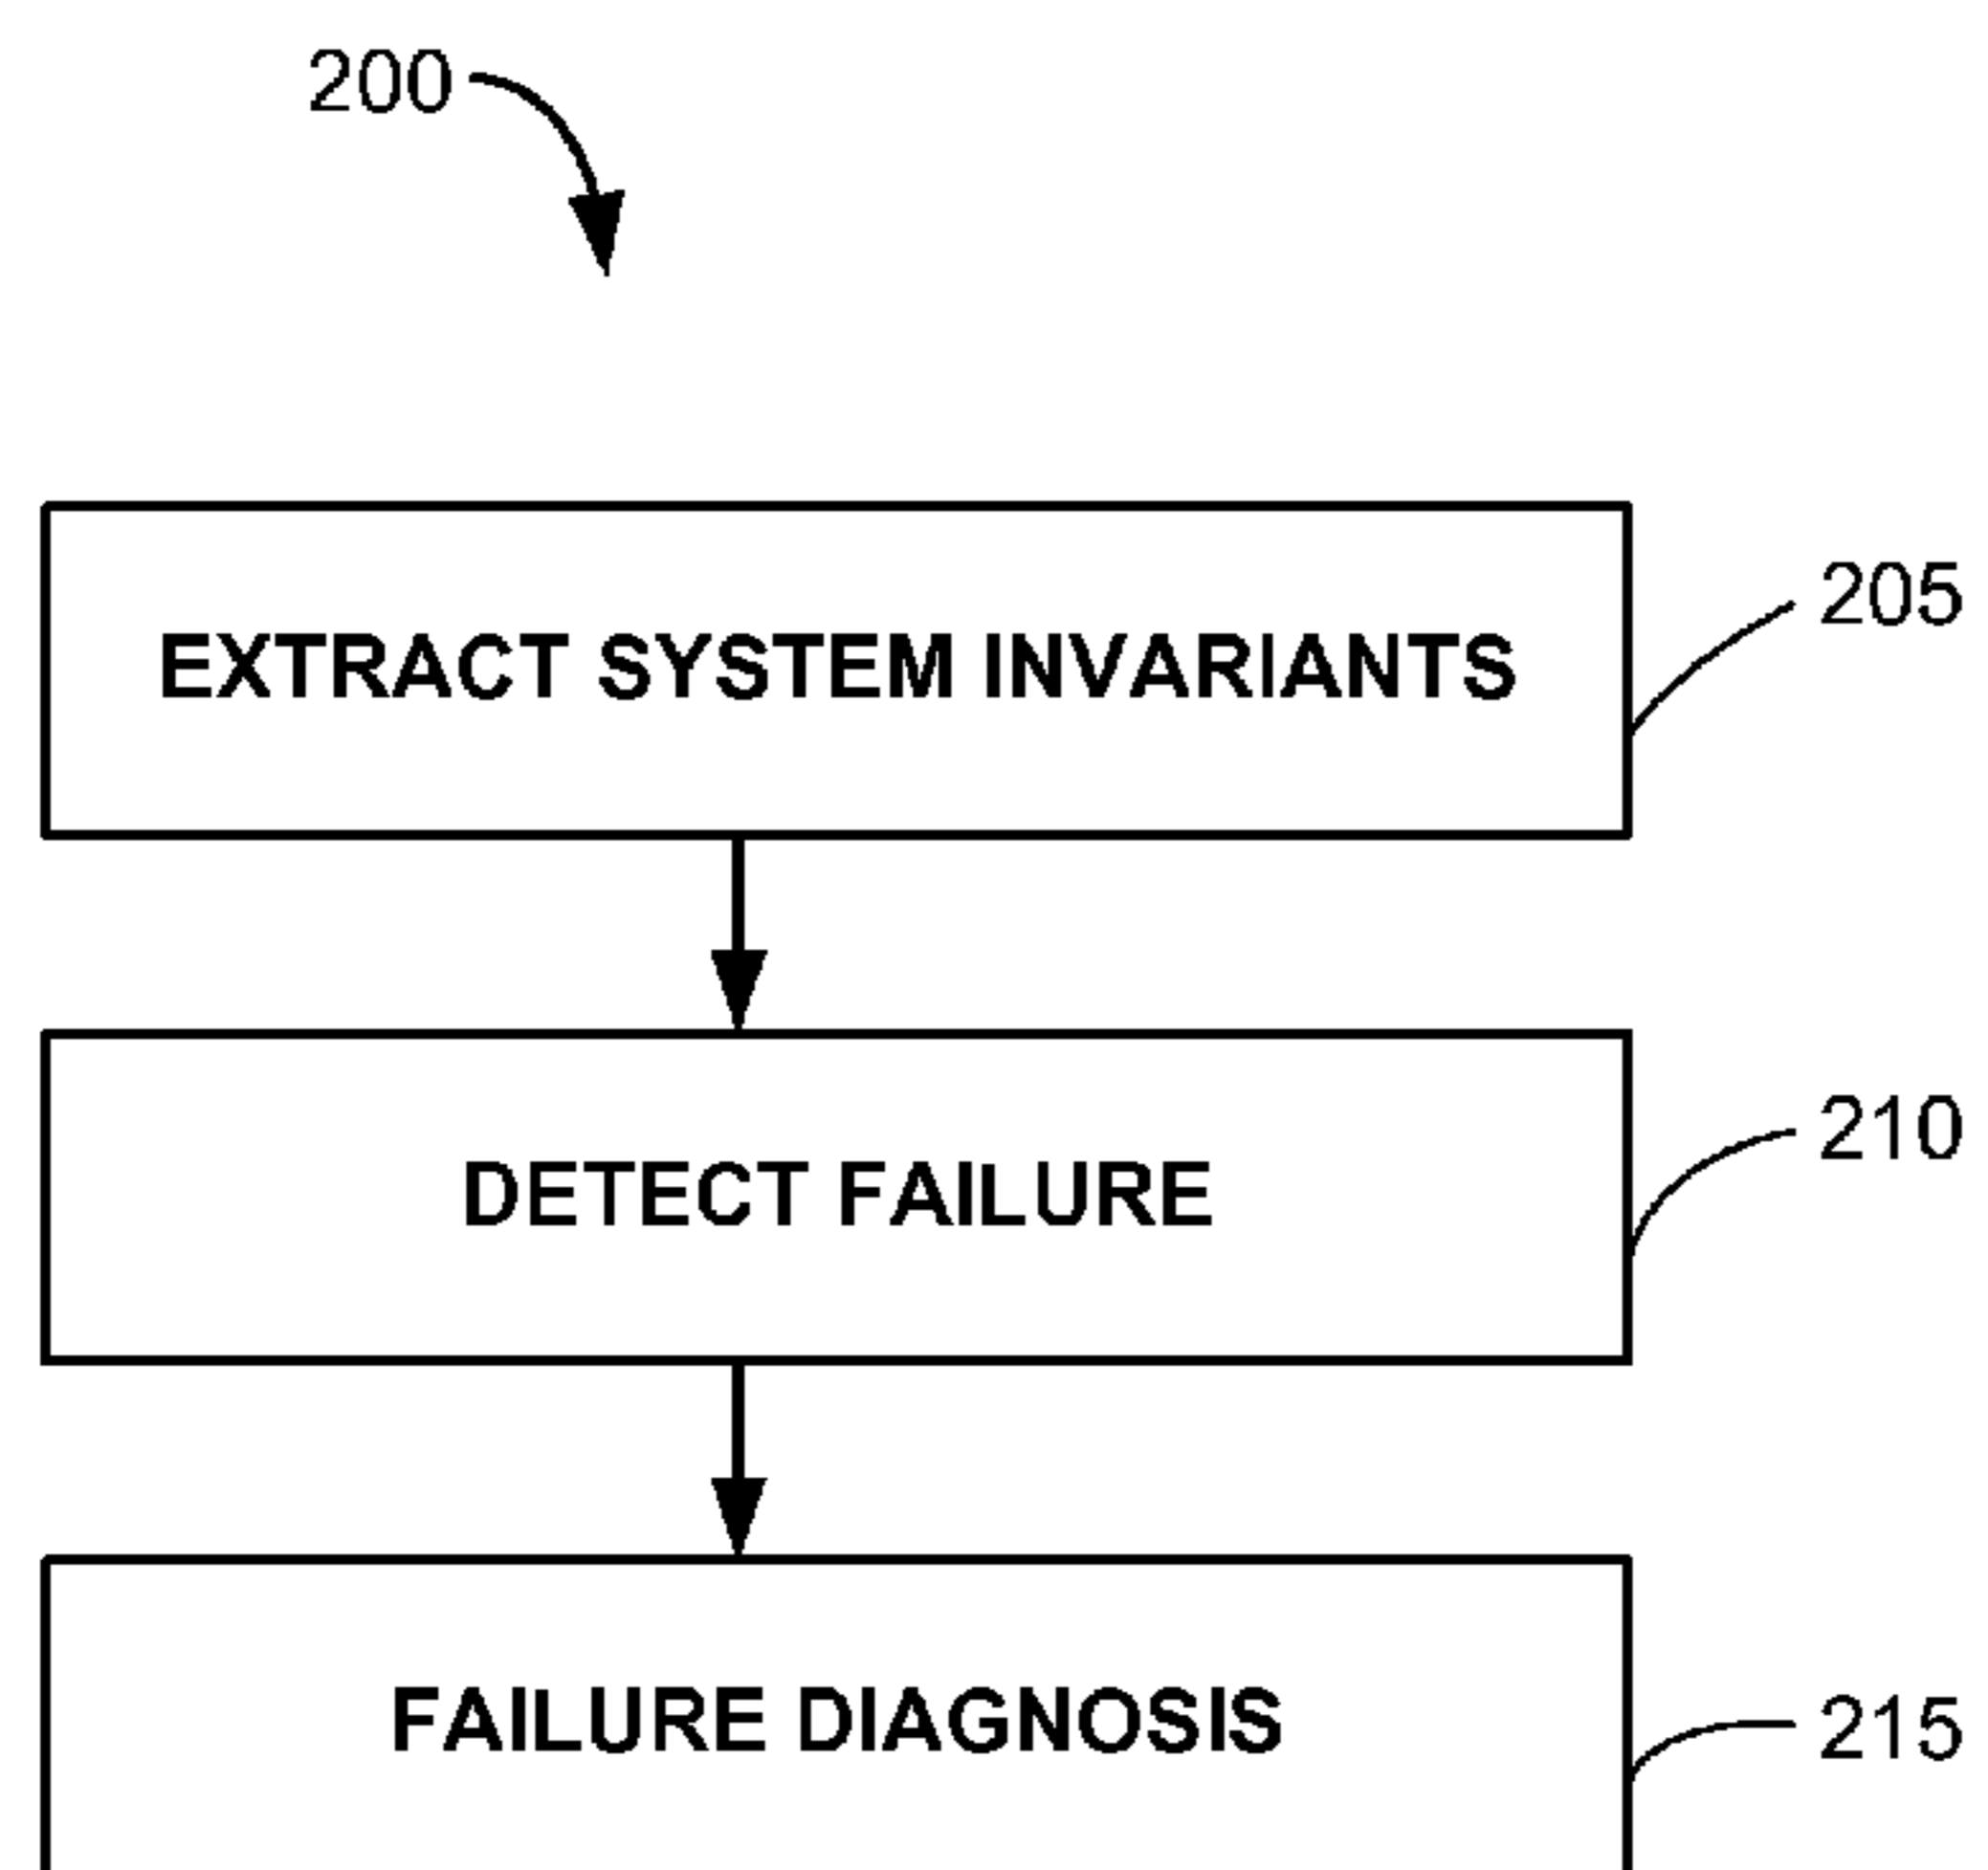 200
EXTRACT SYSTEM INVARIANTS
205
DETECT FAILURE
210
FAILURE DIAGNOSIS
215